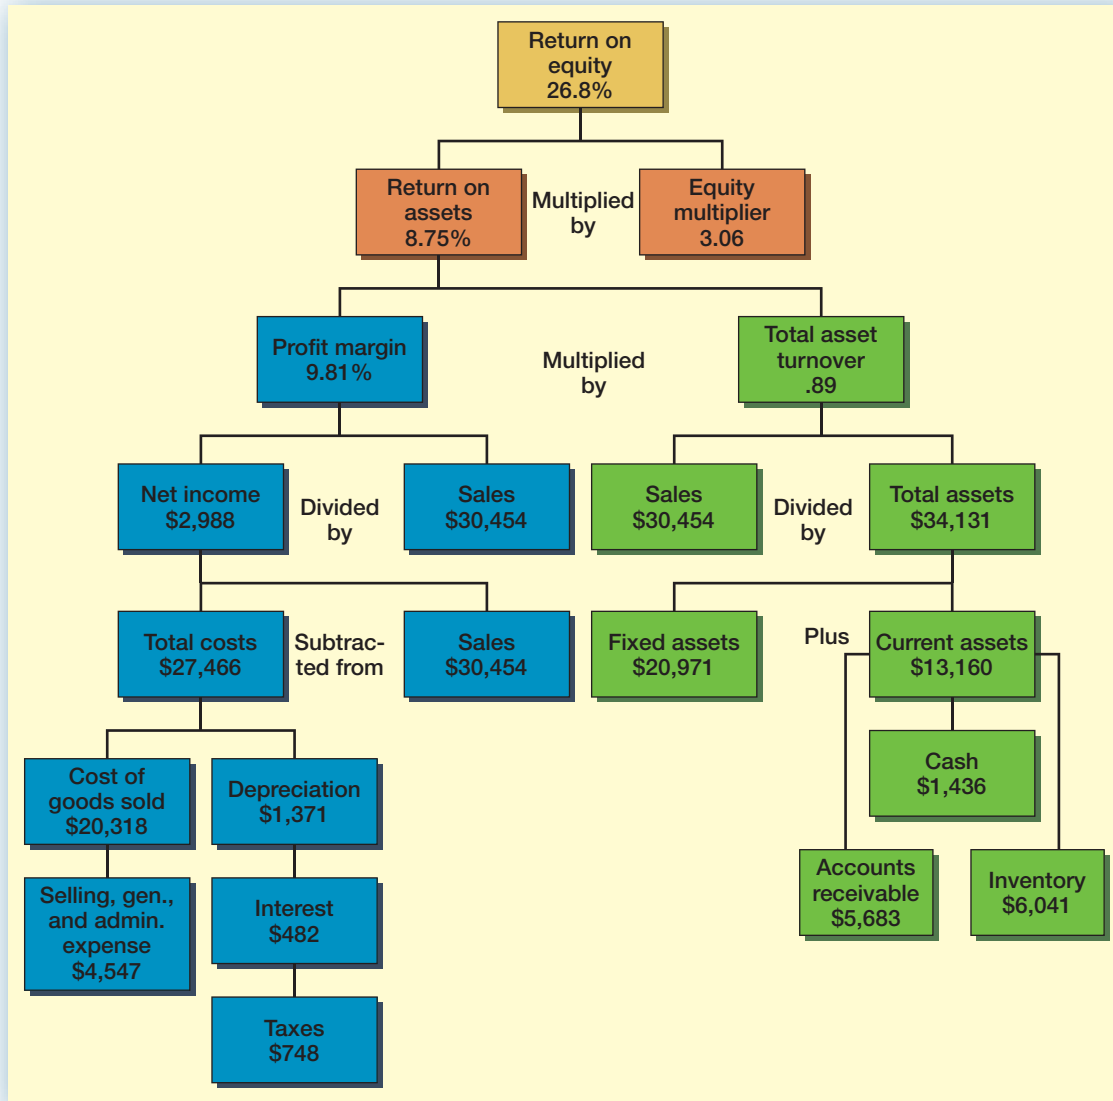 Return on
equity
26.8%
Return on
assets
8.75%
Multiplied
by
Equity
multiplier
3.06
Profit margin
9.81%
Multiplied
by
Total asset
turnover
.89
Net income
$2,988
Divided
by
Sales
$30,454
Sales
$30,454
Divided
by
Total assets
$34,131
Total costs
$27,466
Subtrac-
ted from
Sales
$30,454
Fixed assets
$20,971
Plus
Current assets
$13,160
Cost of
goods sold
$20,318
Depreciation
$1,371
Cash
$1,436
Selling, gen.,
and admin.
expense
$4,547
Interest
$482
Accounts
receivable
$5,683
Inventory
$6,041
Taxes
$748